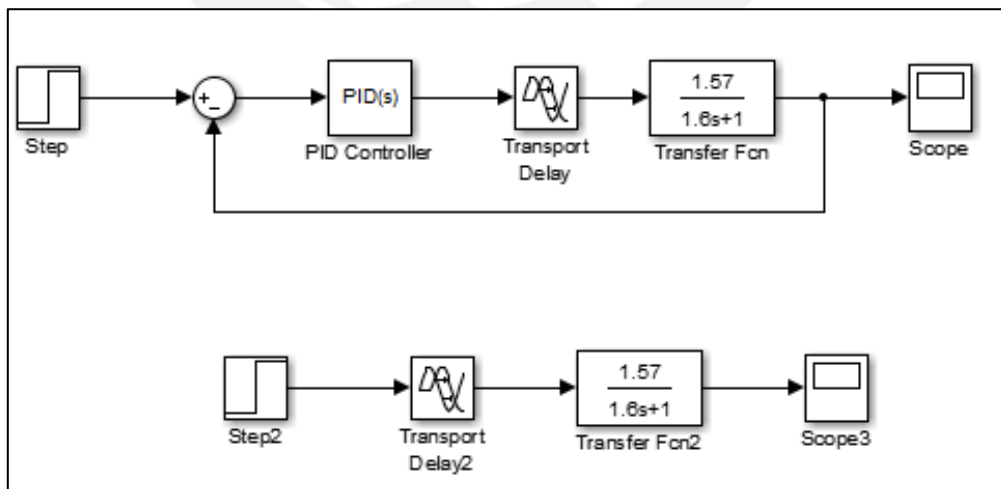 +
−
PID(s)
1.57
1.6s+1
Step
PID Controller
Transport
Delay
Transfer Fcn
Scope
1.57
1.6s+1
Step2
Transport
Delay2
Transfer Fcn2
Scope3